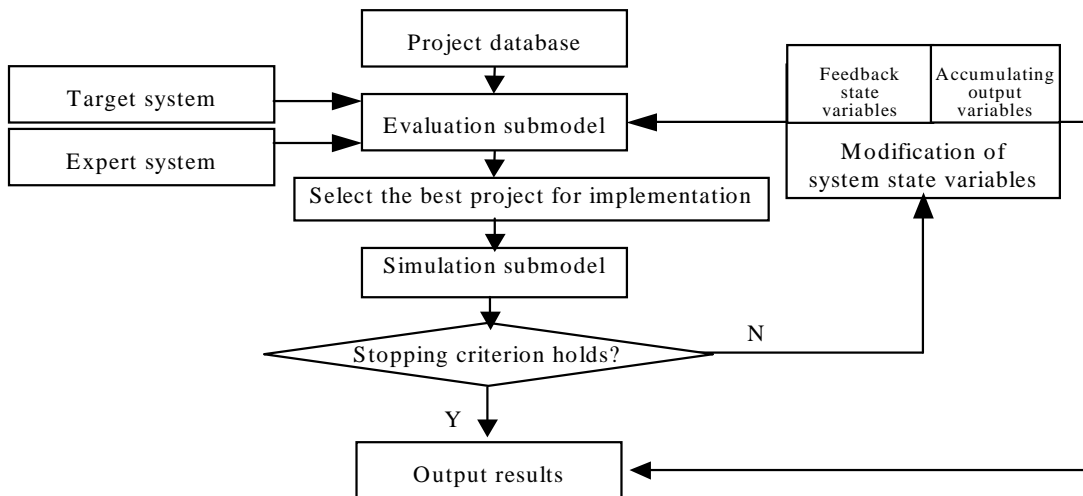 Project database
Target system
Expert system
Evaluation submodel
Feedback
state
variables
Accumulating
output
variables
Modification of
system state variables
Select the best project for implementation
Simulation submodel
Stopping criterion holds?
N
Y
Output results